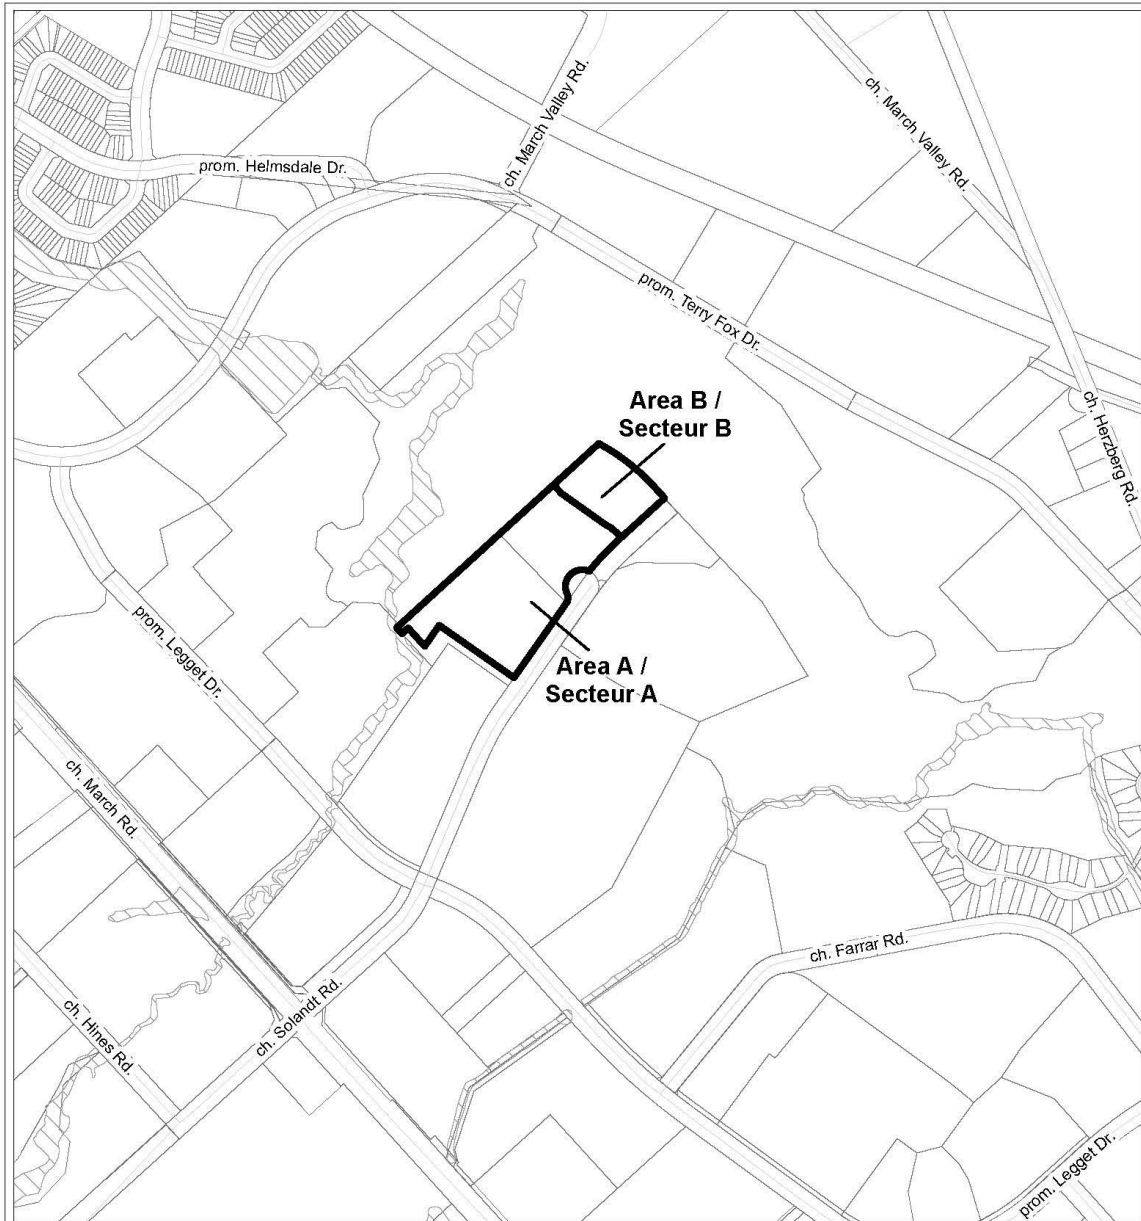 ch. March Valley Rd.
ch. March Valley Rd.
prom. Helmsdale Dr.
prom. Terry Fox Dr.
Area B /
Secteur B
ch. Herzberg Rd.
prom. Legget Dr.
Area A /
Secteur A
ch. March Rd.
ch. Farrar Rd.
ch. Solandt Rd.
ch. Hines Rd.
prom. Legget Dr.